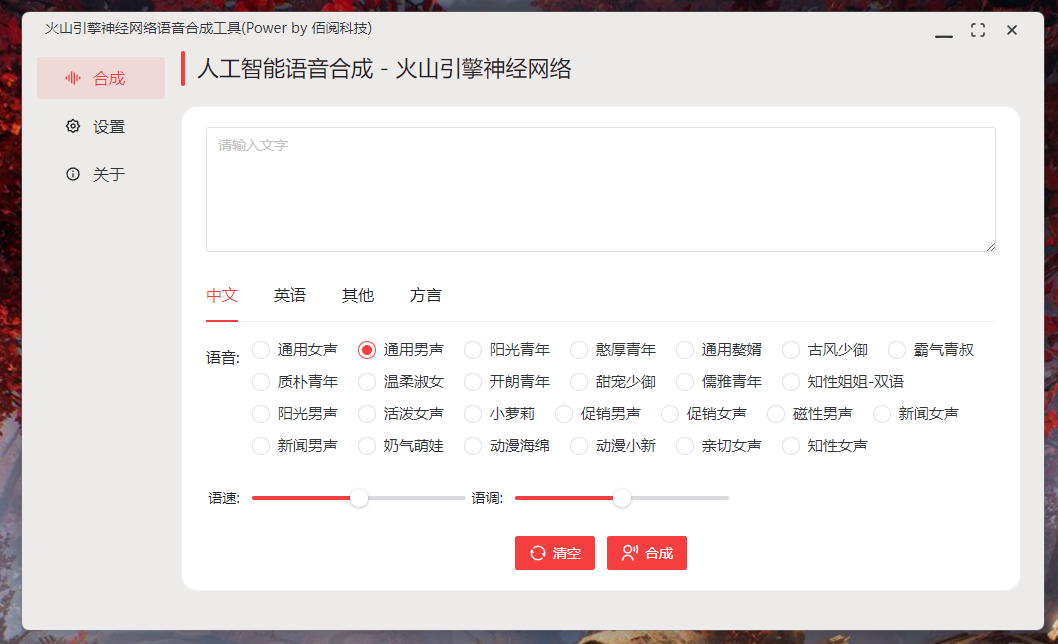 火山引擎神经网络语音合成工具(Power by 佰阅科技)
合成
设置
关于
人工智能语音合成 - 火山引擎神经网络
请输入文字
中文 英语 其他 方言
语音: 通用女声 通用男声 阳光青年 憨厚青年 通用赘婿 古风少御 霸气青叔
质朴青年 温柔淑女 开朗青年 甜宠少御 儒雅青年 知性姐姐-双语
阳光男声 活泼女声 小萝莉 促销男声 促销女声 磁性男声 新闻女声
新闻男声 奶气萌娃 动漫海绵 动漫小新 亲切女声 知性女声
语速: 语调:
清空 合成